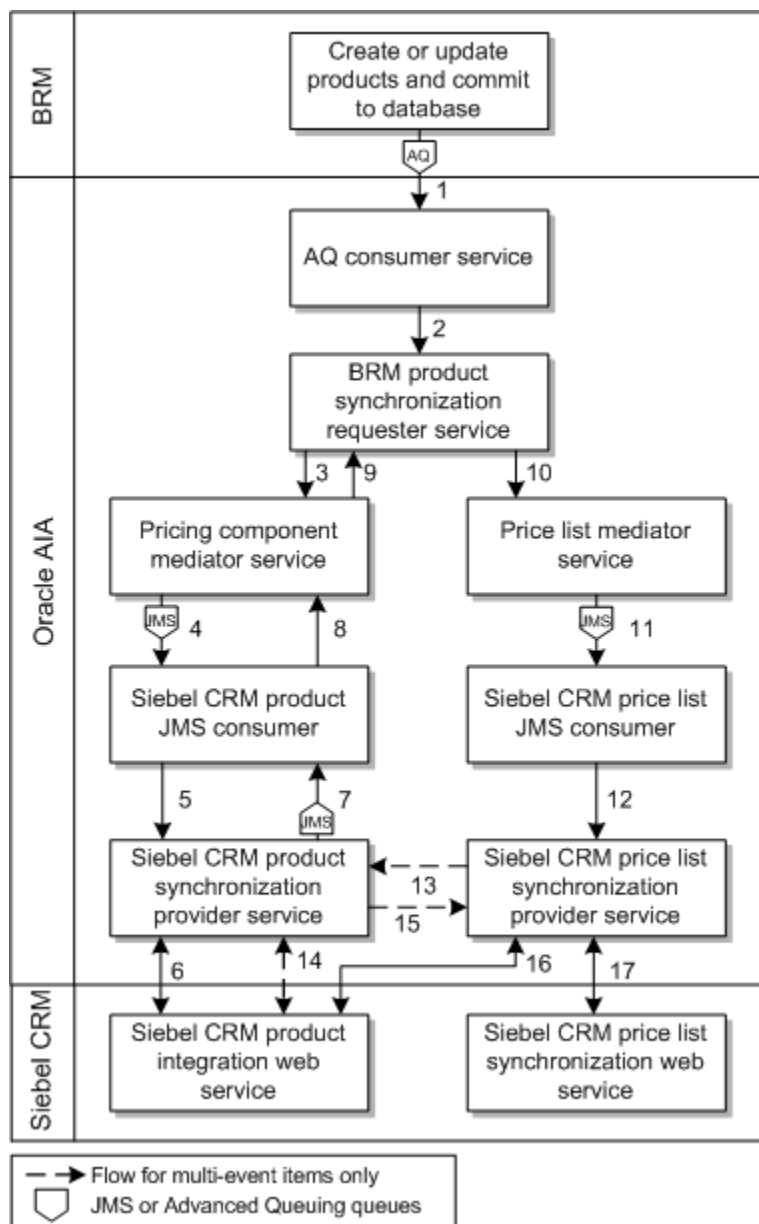 BRM
Create or update
products and commit
to database
AQ
1
AQ consumer service
2
BRM product
synchronization
requester service
3
9
10
Oracle AIA
Pricing component
mediator service
Price list mediator
service
JMS
4
8
JMS
11
Siebel CRM product
JMS consumer
Siebel CRM price list
JMS consumer
5
7
JMS
12
Siebel CRM product
synchronization
provider service
13
15
Siebel CRM price list
synchronization
provider service
6
14
16
17
Siebel CRM
Siebel CRM product
integration web
service
Siebel CRM price list
synchronization web
service
Flow for multi-event items only
JMS or Advanced Queuing queues